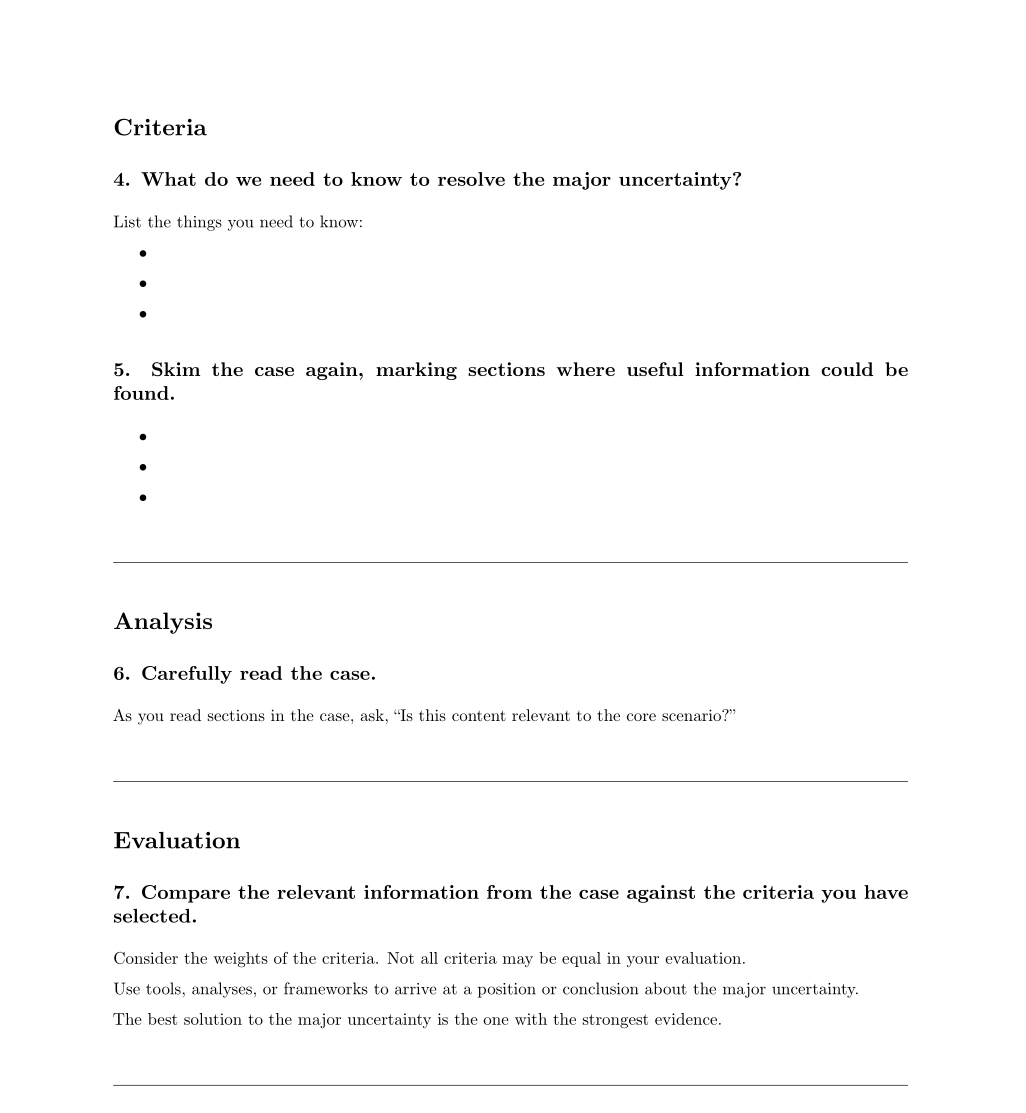 Criteria
4. What do we need to know to resolve the major uncertainty?
List the things you need to know:
•
•
•
5. Skim the case again, marking sections where useful information could be
found.
•
•
•
Analysis
6. Carefully read the case.
As you read sections in the case, ask, “Is this content relevant to the core scenario?”
Evaluation
7. Compare the relevant information from the case against the criteria you have
selected.
Consider the weights of the criteria. Not all criteria may be equal in your evaluation.
Use tools, analyses, or frameworks to arrive at a position or conclusion about the major uncertainty.
The best solution to the major uncertainty is the one with the strongest evidence.